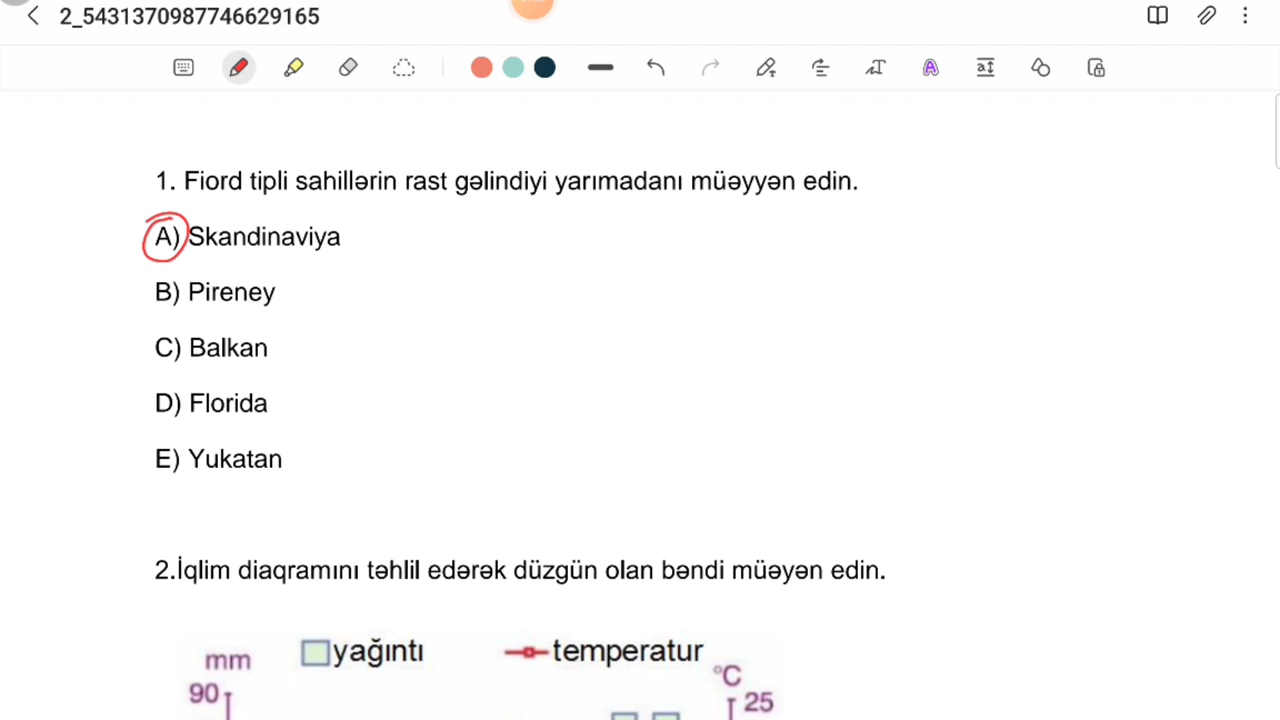 2_5431370987746629165
1. Fiord tipli sahillərin rast gəlindiyi yarımadanı müəyyən edin.
A) Skandinaviya
B) Pireney
C) Balkan
D) Florida
E) Yukatan
2.İqlim diaqramını təhlil edərək düzgün olan bəndi müəyən edin.
yağıntı temperatur
mm °C
90 25